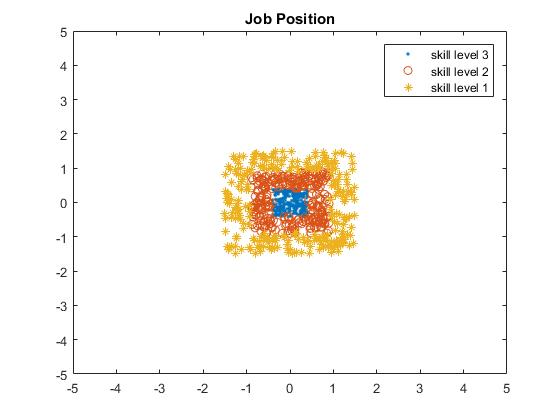 Job Position
skill level 3
skill level 2
skill level 1
5
4
3
2
1
0
-1
-2
-3
-4
-5
-5 -4 -3 -2 -1 0 1 2 3 4 5